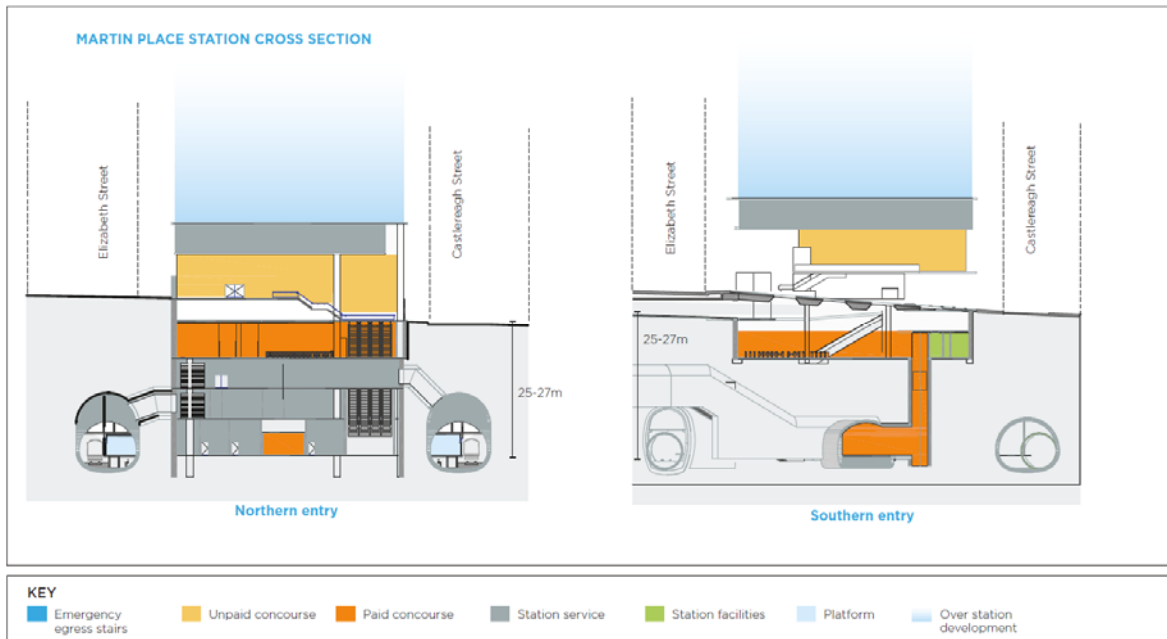 MARTIN PLACE STATION CROSS SECTION
Elizabeth Street
Castlereagh Street
Elizabeth Street
Castlereagh Street
25-27m
25-27m
Northern entry
Southern entry
KEY
Emergency
egress stairs
Unpaid concourse
Paid concourse
Station service
Station facilities
Platform
Over station
development